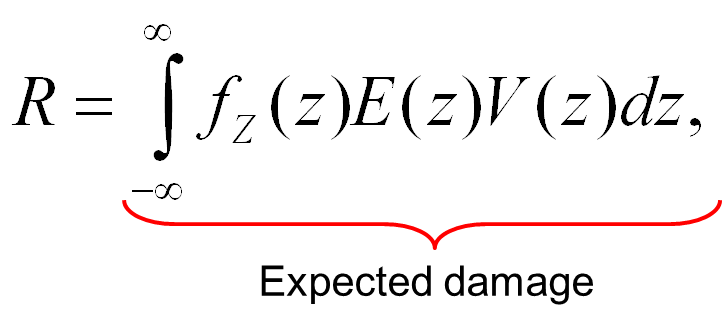 R = ∫_{-∞}^{∞} f_Z(z)E(z)V(z)dz,
Expected damage